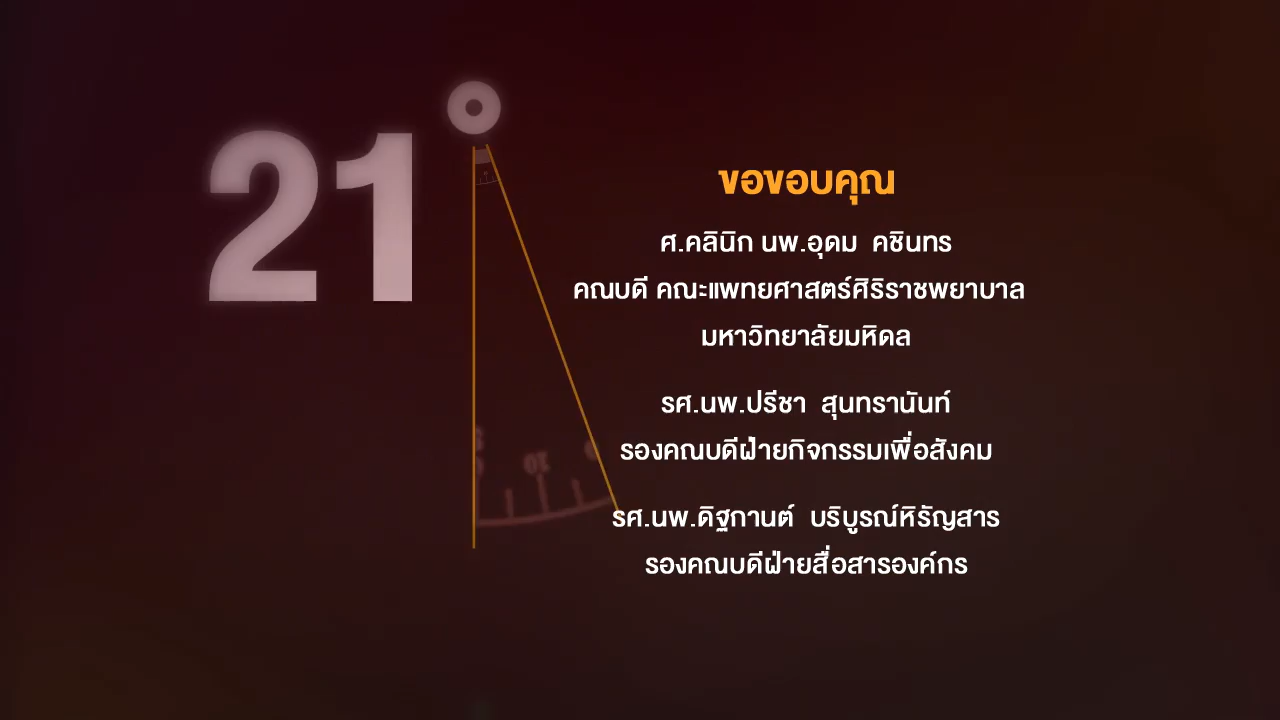 21°
ขอขอบคุณ
ศ.คลินิก นพ.อุดม คชินทร
คณบดี คณะแพทยศาสตร์ศิริราชพยาบาล
มหาวิทยาลัยมหิดล
รศ.นพ.ปรีชา สุนทรานันท์
รองคณบดีฝ่ายกิจกรรมเพื่อสังคม
รศ.นพ.ดิฐกานต์ บริบูรณ์หิรัญสาร
รองคณบดีฝ่ายสื่อสารองค์กร